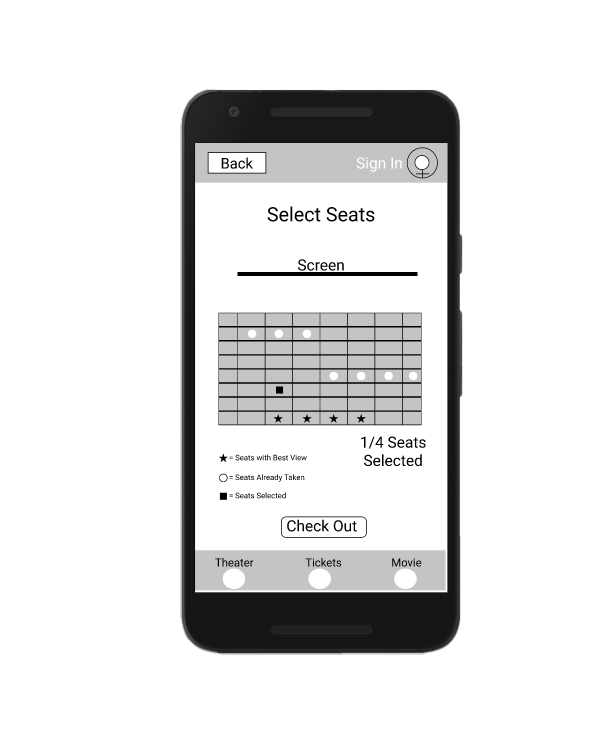 Back
Sign In
Select Seats
Screen
1/4 Seats
Selected
★ = Seats with Best View
○ = Seats Already Taken
■ = Seats Selected
Check Out
Theater
Tickets
Movie